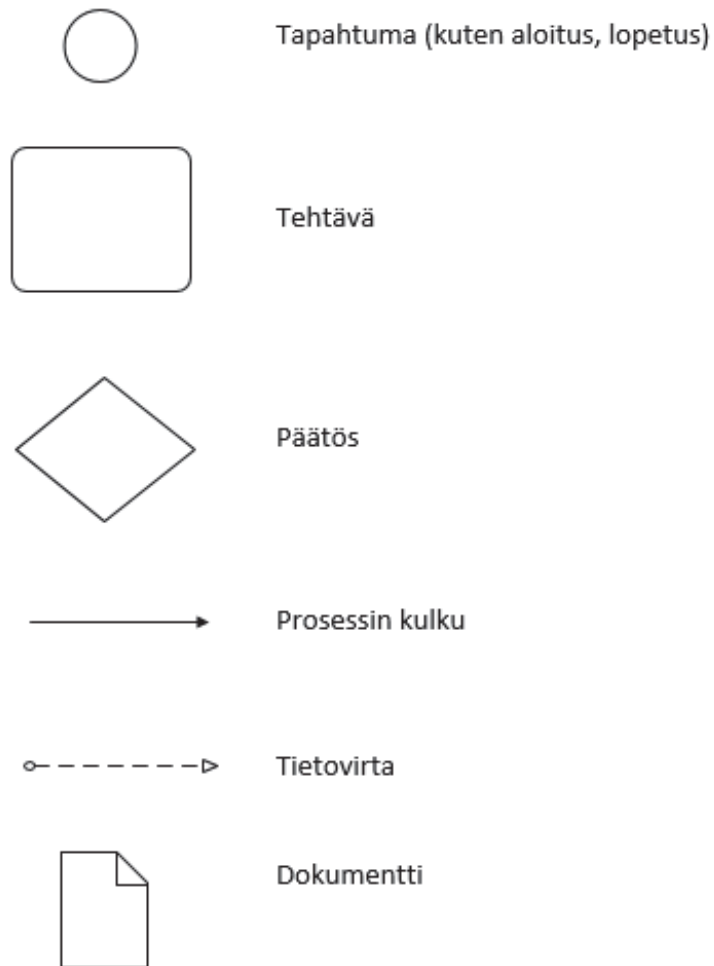 Tapahtuma (kuten aloitus, lopetus)
Tehtävä
Päätös
Prosessin kulku
Tietovirta
Dokumentti